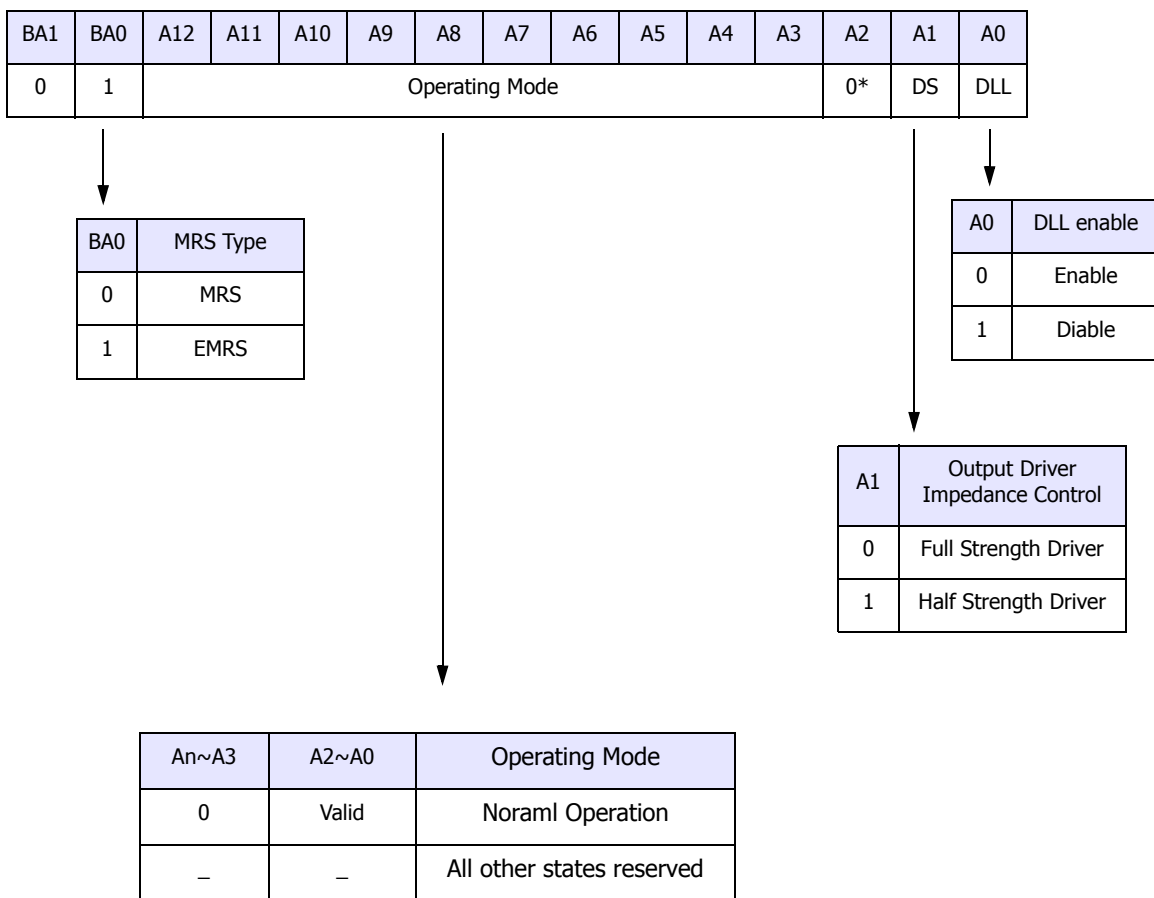 BA1 BA0 A12 A11 A10 A9 A8 A7 A6 A5 A4 A3 A2 A1 A0
0 1 Operating Mode 0* DS DLL
BA0 MRS Type
0 MRS
1 EMRS
A0 DLL enable
0 Enable
1 Diable
A1 Output Driver
Impedance Control
0 Full Strength Driver
1 Half Strength Driver
An~A3 A2~A0 Operating Mode
0 Valid Noraml Operation
_ _ All other states reserved